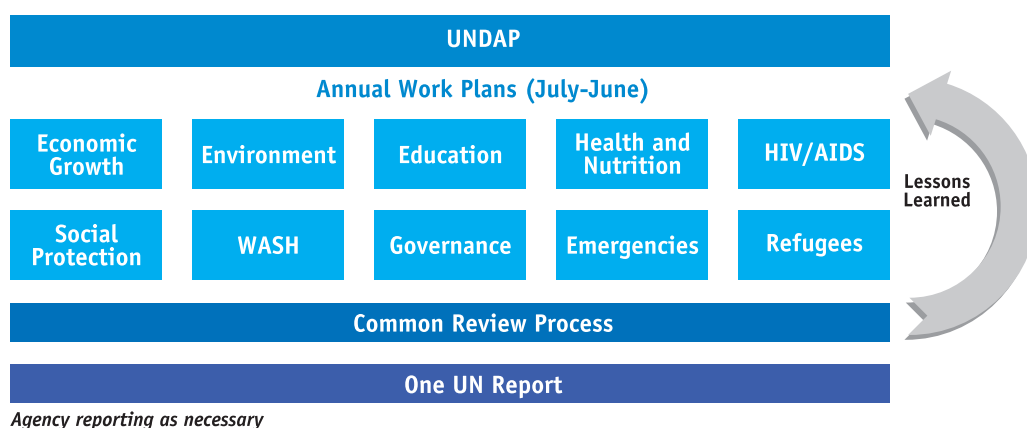 UNDAP
Annual Work Plans (July-June)
Economic
Growth
Environment
Education
Health and
Nutrition
HIV/AIDS
Social
Protection
WASH
Governance
Emergencies
Refugees
Lessons
Learned
Common Review Process
One UN Report
Agency reporting as necessary